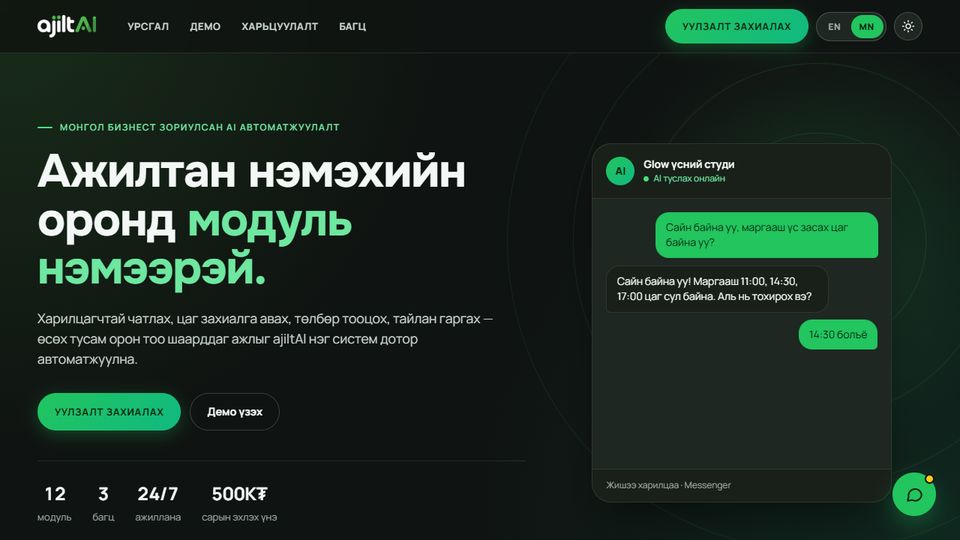 ajiltAI
УРСГАЛ
ДЕМО
ХАРЬЦУУЛАЛТ
БАГЦ
УУЛЗАЛТ ЗАХИАЛАХ
EN
MN
МОНГОЛ БИЗНЕСТ ЗОРИУЛСАН AI АВТОМАТЖУУЛАЛТ
Ажилтан нэмэхийн
оронд модуль
нэмээрэй.
Харилцагчтай чатлах, цаг захиалга авах, төлбөр тооцох, тайлан гаргах —
өсөх тусам орон тоо шаарддаг ажлыг ajiltAI нэг систем дотор
автоматжуулна.
УУЛЗАЛТ ЗАХИАЛАХ
Демо үзэх
12
модуль
3
багц
24/7
ажиллана
500К₮
сарын эхлэх үнэ
AI
Glow үсний студи
AI туслах онлайн
Сайн байна уу, маргааш үс засах цаг
байна уу?
Сайн байна уу! Маргааш 11:00, 14:30,
17:00 цаг сул байна. Аль нь тохирох вэ?
14:30 болъё
Жишээ харилцаа · Messenger